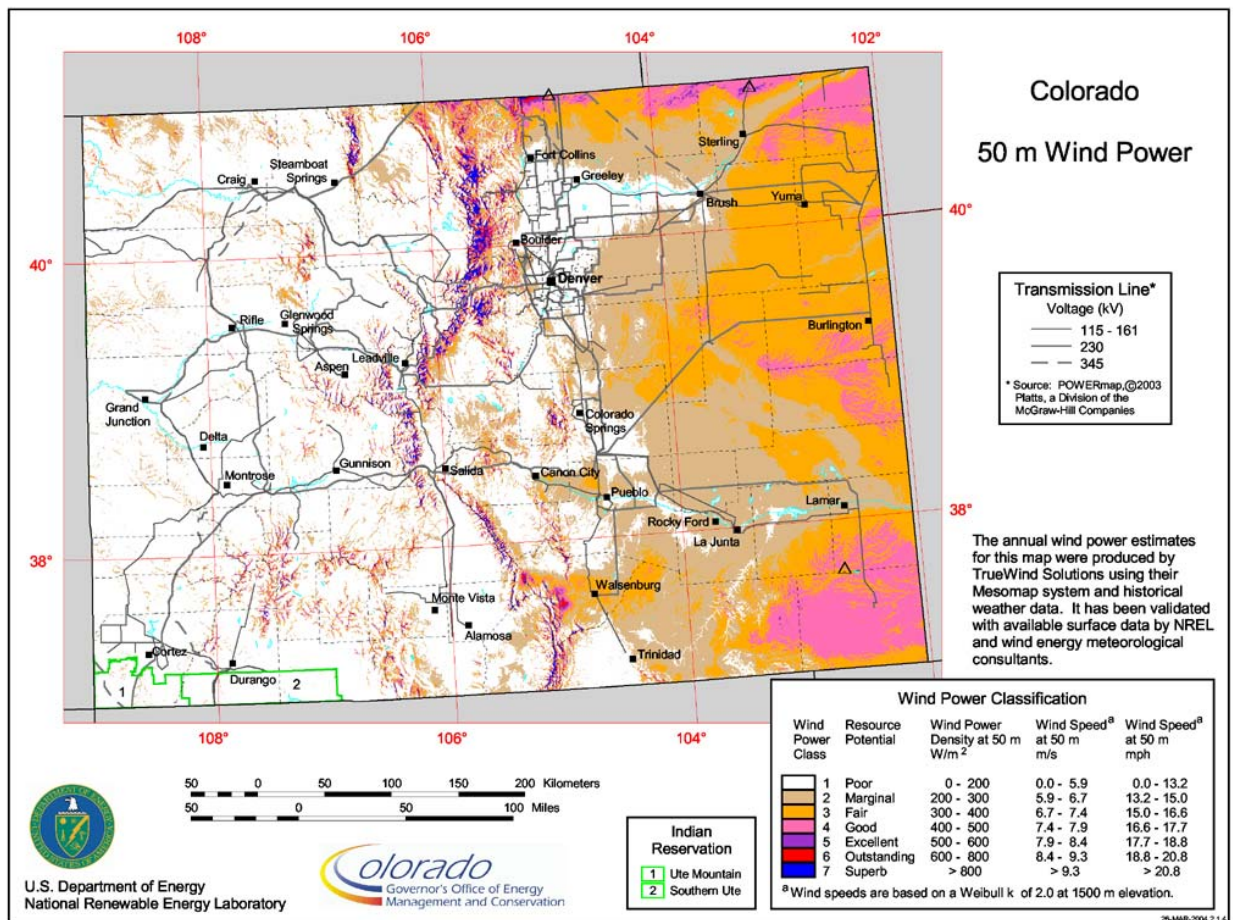 108°
106°
104°
102°
Colorado
50 m Wind Power
Sterling
Fort Collins
Steamboat
Springs
Craig
Greeley
Brush
Yuma
40°
Boulder
40°
Denver
Transmission Line*
Voltage (kV)
115 - 161
230
345
* Source: POWERmap,©2003
Platts, a Division of the
McGraw-Hill Companies
Rifle
Glenwood
Springs
Burlington
Leadville
Aspen
Grand
Junction
Colorado
Springs
Delta
Montrose
Gunnison
Salida
Canon City
Pueblo
Lamar
38°
Rocky Ford
La Junta
38°
The annual wind power estimates
for this map were produced by
TrueWind Solutions using their
Mesomap system and historical
weather data. It has been validated
with available surface data by NREL
and wind energy meteorological
consultants.
Walsenburg
Monte Vista
Alamosa
Cortez
Trinidad
Durango
1
2
108°
106°
104°
Wind Power Classification
Wind Power Class Resource Potential Wind Power Density at 50 m W/m2 Wind Speed a at 50 m m/s Wind Speed a at 50 m mph
1 Poor 0 - 200 0.0 - 5.9 0.0 - 13.2
2 Marginal 200 - 300 5.9 - 6.7 13.2 - 15.0
3 Fair 300 - 400 6.7 - 7.4 15.0 - 16.6
4 Good 400 - 500 7.4 - 7.9 16.6 - 17.7
5 Excellent 500 - 600 7.9 - 8.4 17.7 - 18.8
6 Outstanding 600 - 800 8.4 - 9.3 18.8 - 20.8
7 Superb > 800 > 9.3 > 20.8
a Wind speeds are based on a Weibull k of 2.0 at 1500 m elevation.
50 0 50 100 150 200 Kilometers
50 0 50 100 Miles
Indian
Reservation
1 Ute Mountain
2 Southern Ute
Colorado
Governor's Office of Energy
Management and Conservation
U.S. Department of Energy
National Renewable Energy Laboratory
26-MAR-2004 2.1.4